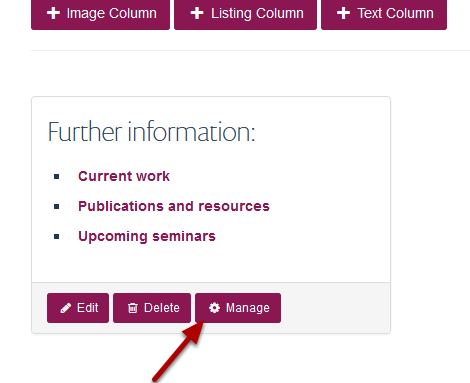 Image Column Listing Column Text Column
Further information:
Current work
Publications and resources
Upcoming seminars
Edit Delete Manage